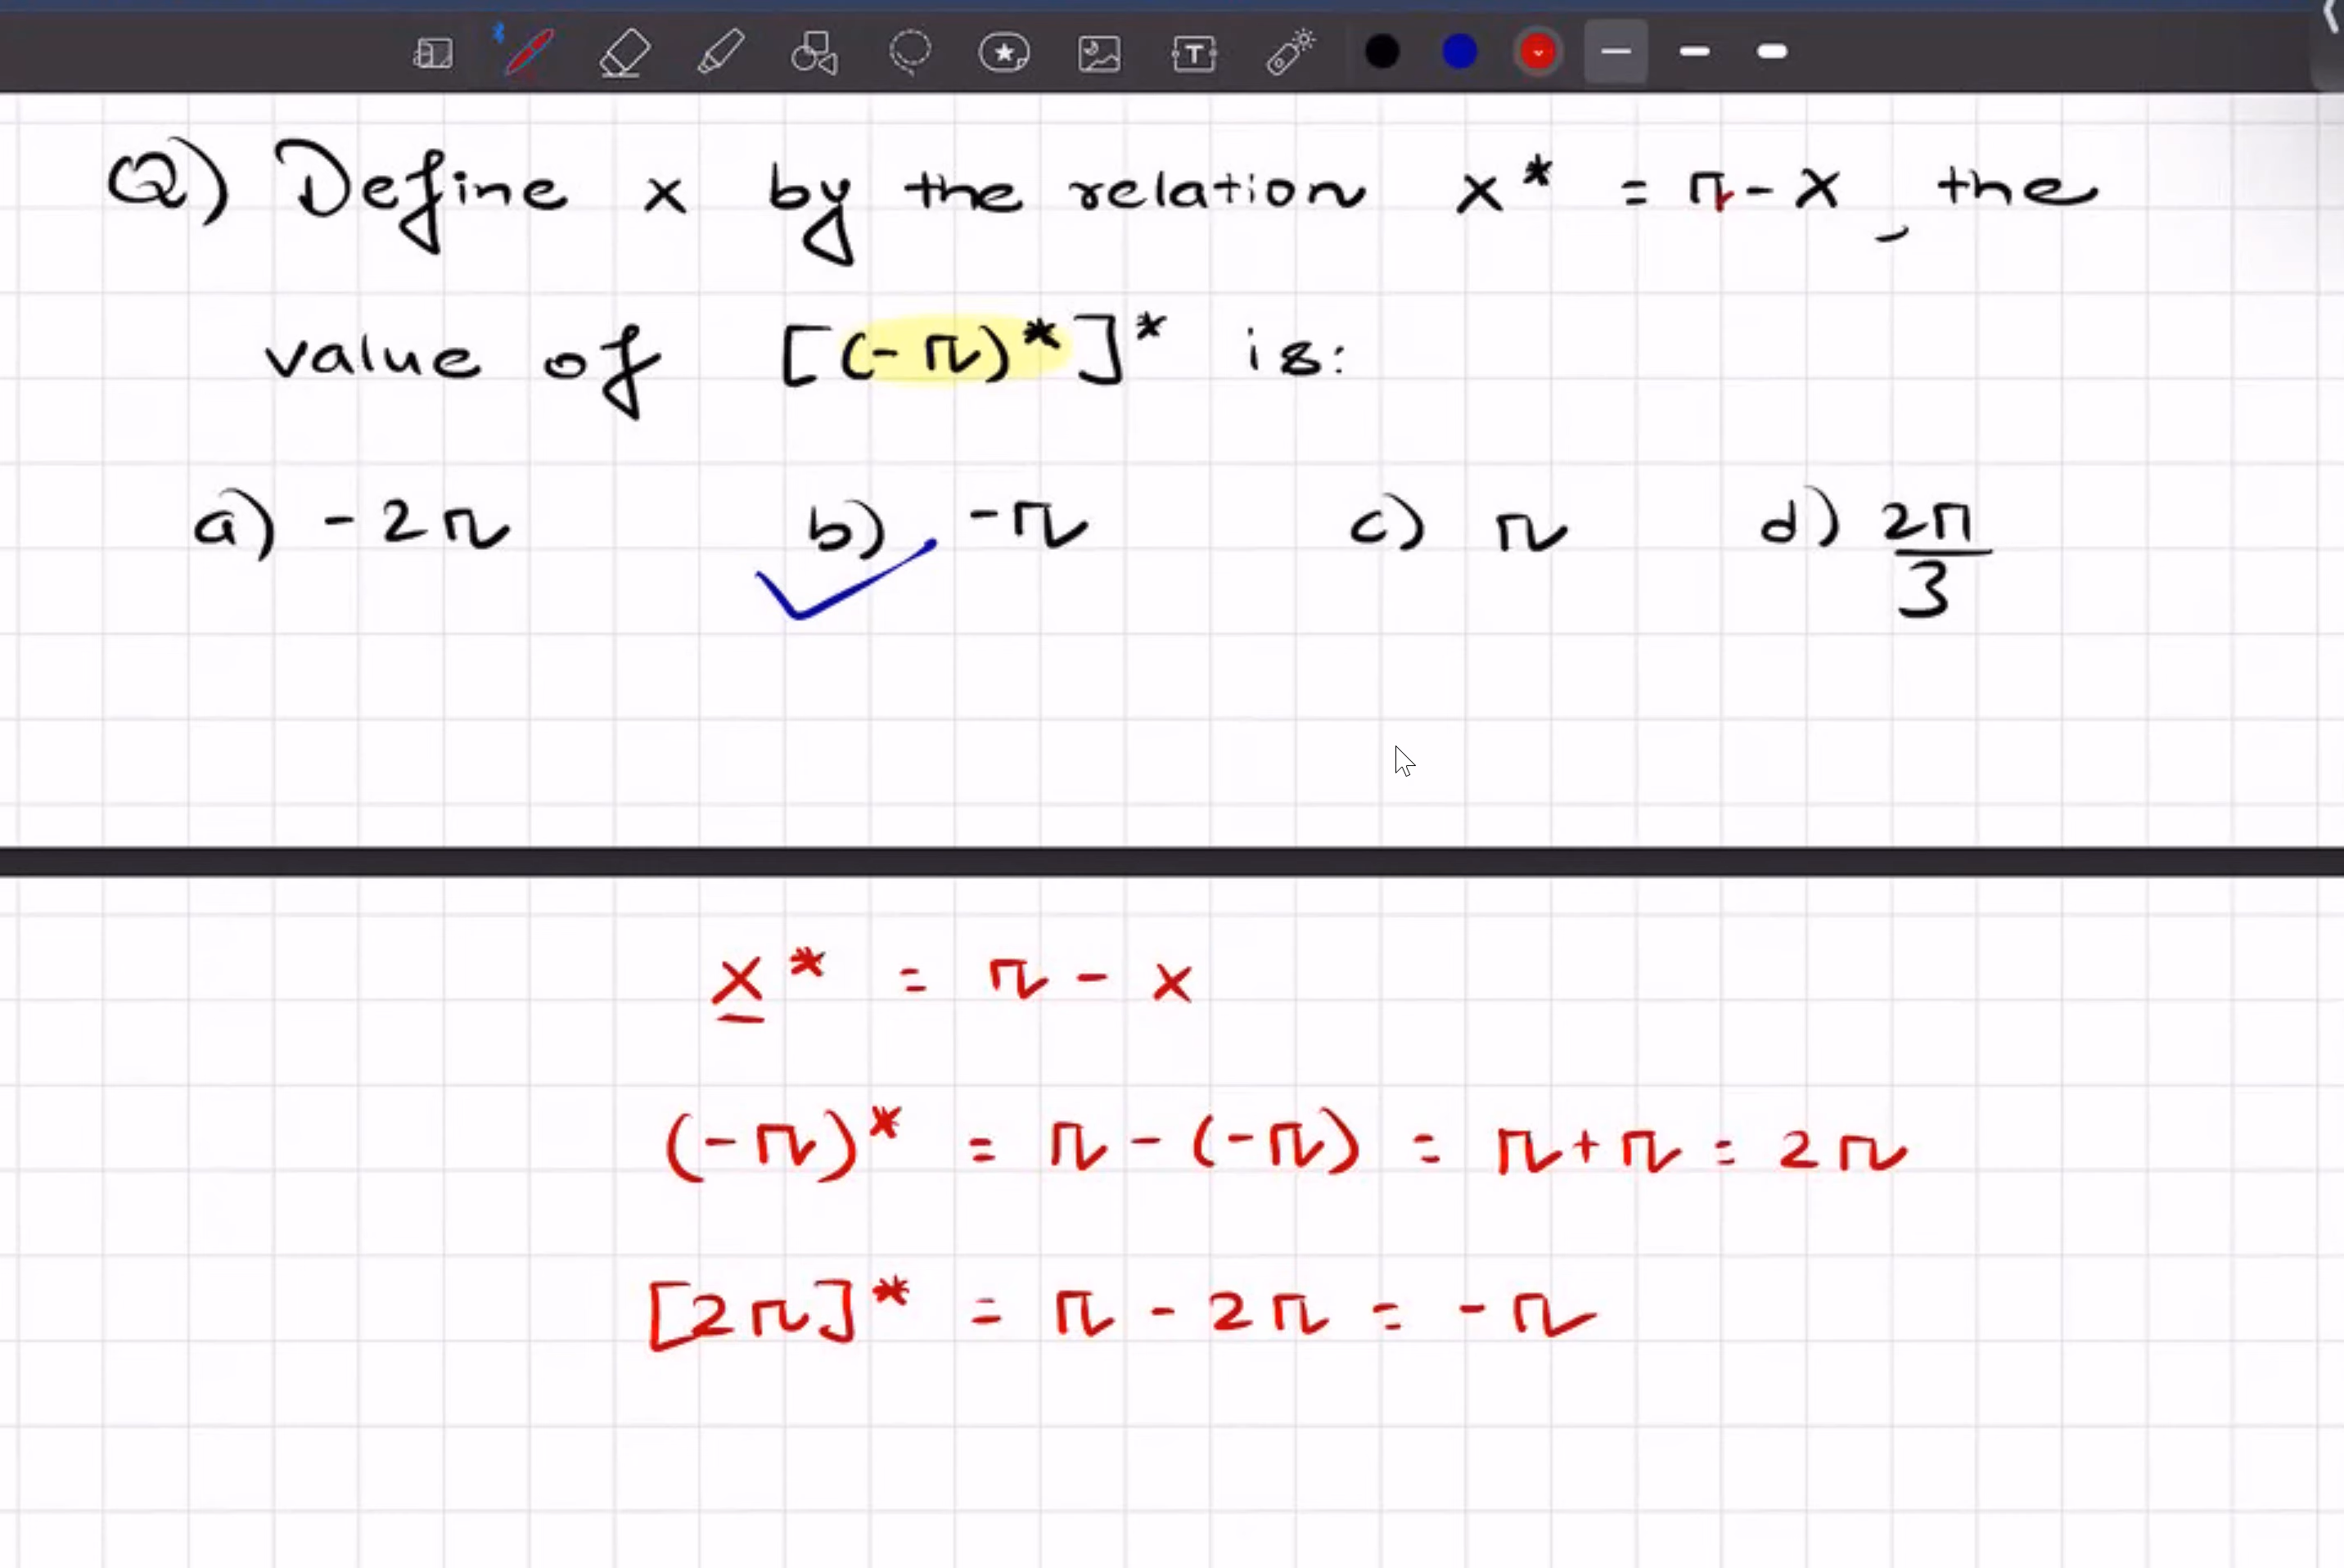 Q) Define x by the relation x* = π - x, the
value of [(-π)*]* is:
a) -2π b) -π c) π d) 2π/3
x* = π - x
(-π)* = π - (-π) = π + π = 2π
[2π]* = π - 2π = -π